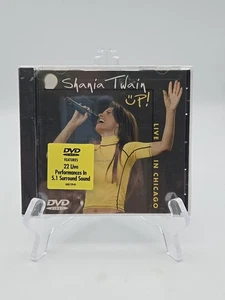 Shania Twain
UP!
LIVE IN CHICAGO
DVD
FEATURES
22 Live
Performances In
5.1 Surround Sound
DVD